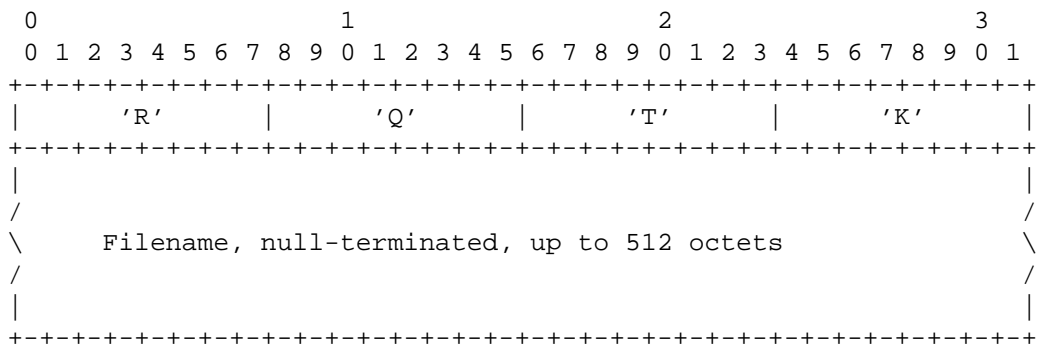 0                   1                   2                   3
 0 1 2 3 4 5 6 7 8 9 0 1 2 3 4 5 6 7 8 9 0 1 2 3 4 5 6 7 8 9 0 1
+-+-+-+-+-+-+-+-+-+-+-+-+-+-+-+-+-+-+-+-+-+-+-+-+-+-+-+-+-+-+-+-+
|      ’R’      |      ’Q’      |      ’T’      |      ’K’      |
+-+-+-+-+-+-+-+-+-+-+-+-+-+-+-+-+-+-+-+-+-+-+-+-+-+-+-+-+-+-+-+-+
|                                                               |
/                                                               /
\     Filename, null-terminated, up to 512 octets               \
/                                                               /
|                                                               |
+-+-+-+-+-+-+-+-+-+-+-+-+-+-+-+-+-+-+-+-+-+-+-+-+-+-+-+-+-+-+-+-+